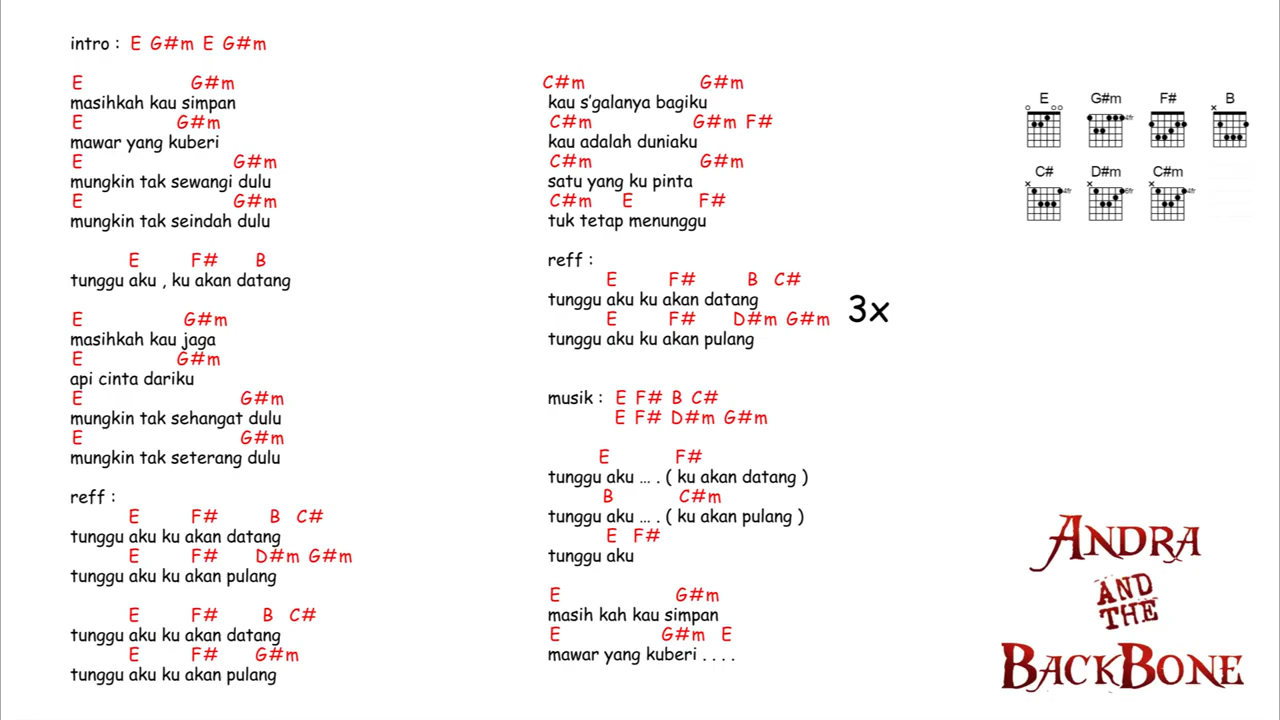 intro : E G#m E G#m
E G#m
masihkah kau simpan
E G#m
mawar yang kuberi
E G#m
mungkin tak sewangi dulu
E G#m
mungkin tak seindah dulu
E F# B
tunggu aku , ku akan datang
E G#m
masihkah kau jaga
E G#m
api cinta dariku
E G#m
mungkin tak sehangat dulu
E G#m
mungkin tak seterang dulu
reff :
E F# B C#
tunggu aku ku akan datang
E F# D#m G#m
tunggu aku ku akan pulang
E F# B C#
tunggu aku ku akan datang
E F# G#m
tunggu aku ku akan pulang
C#m G#m
kau s'galanya bagiku
C#m G#m F#
kau adalah duniaku
C#m G#m
satu yang ku pinta
C#m E F#
tuk tetap menunggu
reff :
E F# B C#
tunggu aku ku akan datang
3x
E F# D#m G#m
tunggu aku ku akan pulang
musik : E F# B C#
E F# D#m G#m
E F#
tunggu aku ... . ( ku akan datang )
B C#m
tunggu aku ... . ( ku akan pulang )
E F#
tunggu aku
E G#m
masih kah kau simpan
E G#m E
mawar yang kuberi . . . .
E G#m F# B
4fr
C# D#m C#m
4fr 6fr 4fr
ANDRA
AND
THE
BACKBONE